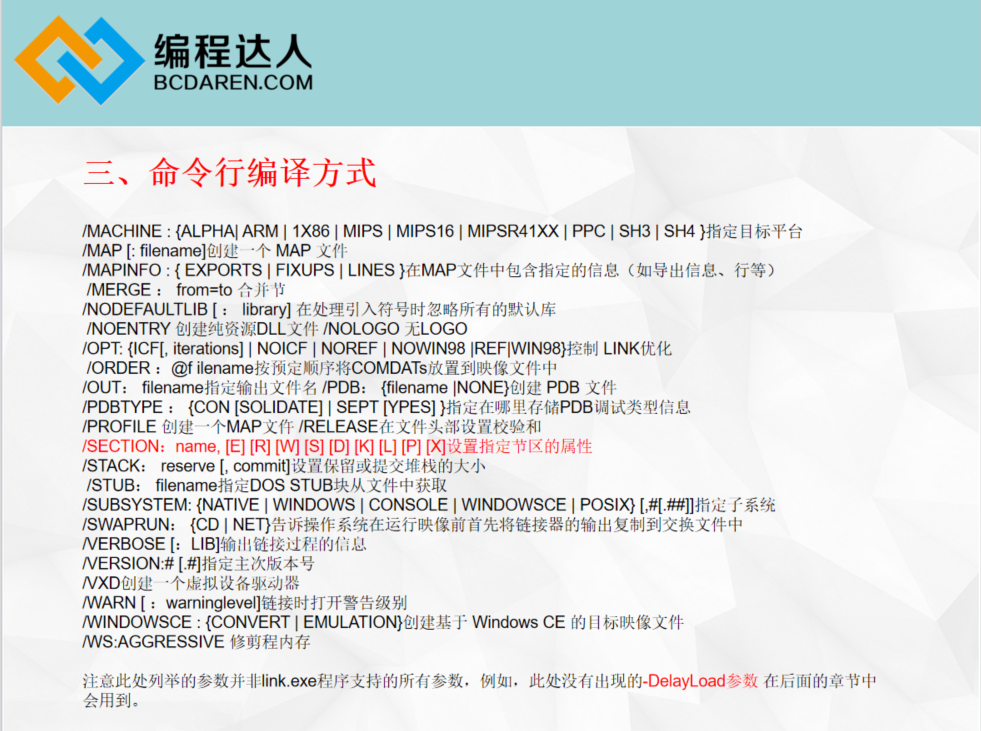 编程达人
BCDAREN.COM
三、命令行编译方式
/MACHINE : {ALPHA| ARM | 1X86 | MIPS | MIPS16 | MIPSR41XX | PPC | SH3 | SH4 }指定目标平台
/MAP [: filename]创建一个 MAP 文件
/MAPINFO : { EXPORTS | FIXUPS | LINES }在MAP文件中包含指定的信息（如导出信息、行等）
/MERGE ： from=to 合并节
/NODEFAULTLIB [ ： library] 在处理引入符号时忽略所有的默认库
/NOENTRY 创建纯资源DLL文件 /NOLOGO 无LOGO
/OPT: {ICF[, iterations] | NOICF | NOREF | NOWIN98 |REF|WIN98}控制 LINK优化
/ORDER ：@f ilename按预定顺序将COMDATs放置到映像文件中
/OUT： filename指定输出文件名 /PDB： {filename |NONE}创建 PDB 文件
/PDBTYPE ： {CON [SOLIDATE] | SEPT [YPES] }指定在哪里存储PDB调试类型信息
/PROFILE 创建一个MAP文件 /RELEASE在文件头部设置校验和
/SECTION：name, [E] [R] [W] [S] [D] [K] [L] [P] [X]设置指定节区的属性
/STACK： reserve [, commit]设置保留或提交堆栈的大小
/STUB： filename指定DOS STUB块从文件中获取
/SUBSYSTEM: {NATIVE | WINDOWS | CONSOLE | WINDOWSCE | POSIX} [,#[.##]]指定子系统
/SWAPRUN： {CD | NET}告诉操作系统在运行映像前首先将链接器的输出复制到交换文件中
/VERBOSE [：LIB]输出链接过程的信息
/VERSION:# [.#]指定主次版本号
/VXD创建一个虚拟设备驱动器
/WARN [ ：warninglevel]链接时打开警告级别
/WINDOWSCE : {CONVERT | EMULATION}创建基于 Windows CE 的目标映像文件
/WS:AGGRESSIVE 修剪程内存
注意此处列举的参数并非link.exe程序支持的所有参数，例如，此处没有出现的-DelayLoad参数 在后面的章节中
会用到。